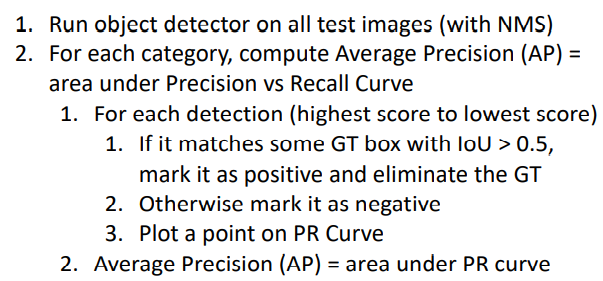 1. Run object detector on all test images (with NMS)
2. For each category, compute Average Precision (AP) =
area under Precision vs Recall Curve
1. For each detection (highest score to lowest score)
1. If it matches some GT box with IoU > 0.5,
mark it as positive and eliminate the GT
2. Otherwise mark it as negative
3. Plot a point on PR Curve
2. Average Precision (AP) = area under PR curve